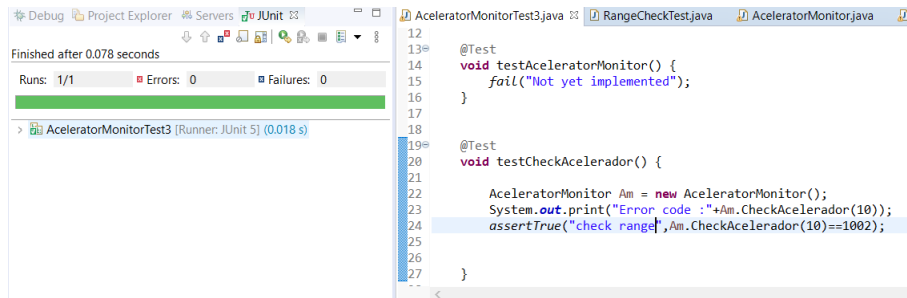 Debug Project Explorer Servers JUnit
Finished after 0.078 seconds
Runs: 1/1 Errors: 0 Failures: 0
AceleratorMonitorTest3 [Runner: JUnit 5] (0.018 s)
AceleratorMonitorTest3.java RangeCheckTest.java AceleratorMonitor.java
12
13 @Test
14 void testAceleratorMonitor() {
15 fail("Not yet implemented");
16 }
17
18
19 @Test
20 void testCheckAcelerador() {
21
22 AceleratorMonitor Am = new AceleratorMonitor();
23 System.out.print("Error code :"+Am.CheckAcelerador(10));
24 assertTrue("check range",Am.CheckAcelerador(10)==1002);
25
26
27 }